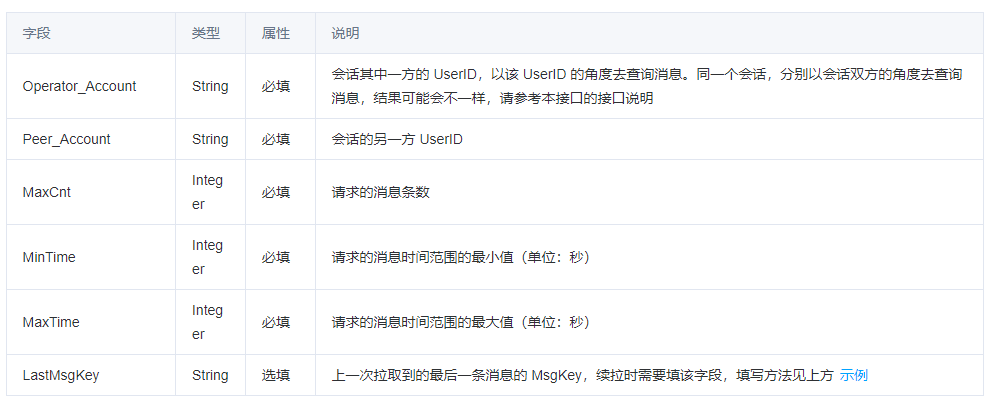 字段 类型 属性 说明
Operator_Account String 必填 会话其中一方的 UserID，以该 UserID 的角度去查询消息。同一个会话，分别以会话双方的角度去查询
消息，结果可能会不一样，请参考本接口的接口说明
Peer_Account String 必填 会话的另一方 UserID
MaxCnt Integ
er 必填 请求的消息条数
MinTime Integ
er 必填 请求的消息时间范围的最小值（单位：秒）
MaxTime Integ
er 必填 请求的消息时间范围的最大值（单位：秒）
LastMsgKey String 选填 上一次拉取到的最后一条消息的 MsgKey，续拉时需要填该字段，填写方法见上方 示例